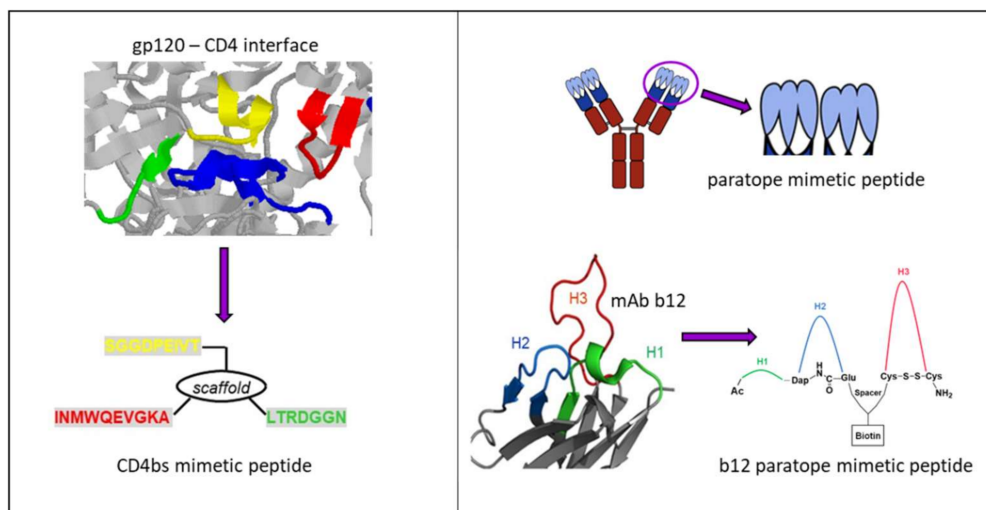 gp120 – CD4 interface
SGGDPEIVT
scaffold
INMWQEVGKA
LTRDGGN
CD4bs mimetic peptide
paratope mimetic peptide
H3
mAb b12
H2
H1
H3
H2
H1
Ac
Dap
H
N
C
O
Glu
Cys-S-S-Cys
Spacer
NH2
Biotin
b12 paratope mimetic peptide